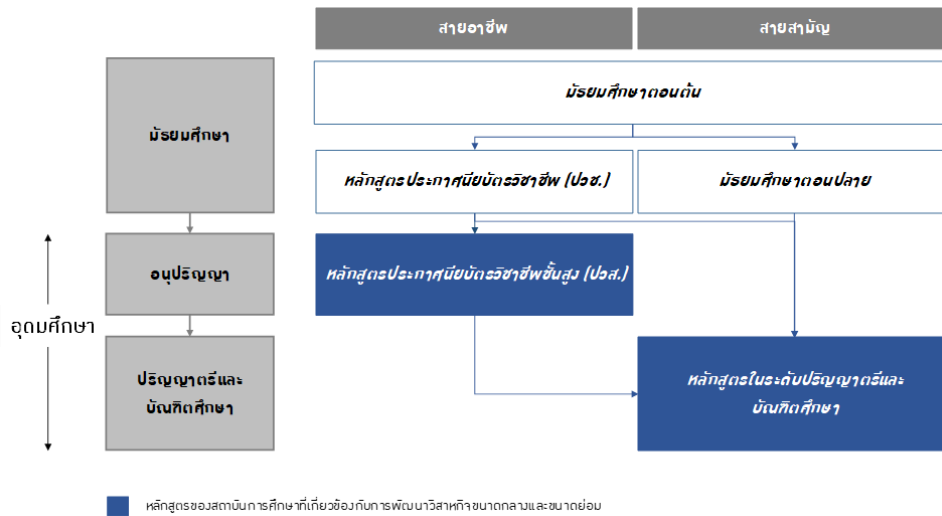 สายอาชีพ
สายสามัญ
มัธยมศึกษา
มัธยมศึกษาตอนต้น
หลักสูตรประกาศนียบัตรวิชาชีพ (ปวช.)
มัธยมศึกษาตอนปลาย
อุดมศึกษา
อนุปริญญา
หลักสูตรประกาศนียบัตรวิชาชีพชั้นสูง (ปวส.)
ปริญญาตรีและ
บัณฑิตศึกษา
หลักสูตรในระดับปริญญาตรีและ
บัณฑิตศึกษา
หลักสูตรของสถาบันการศึกษาที่เกี่ยวข้องกับการพัฒนาวิสาหกิจขนาดกลางและขนาดย่อม